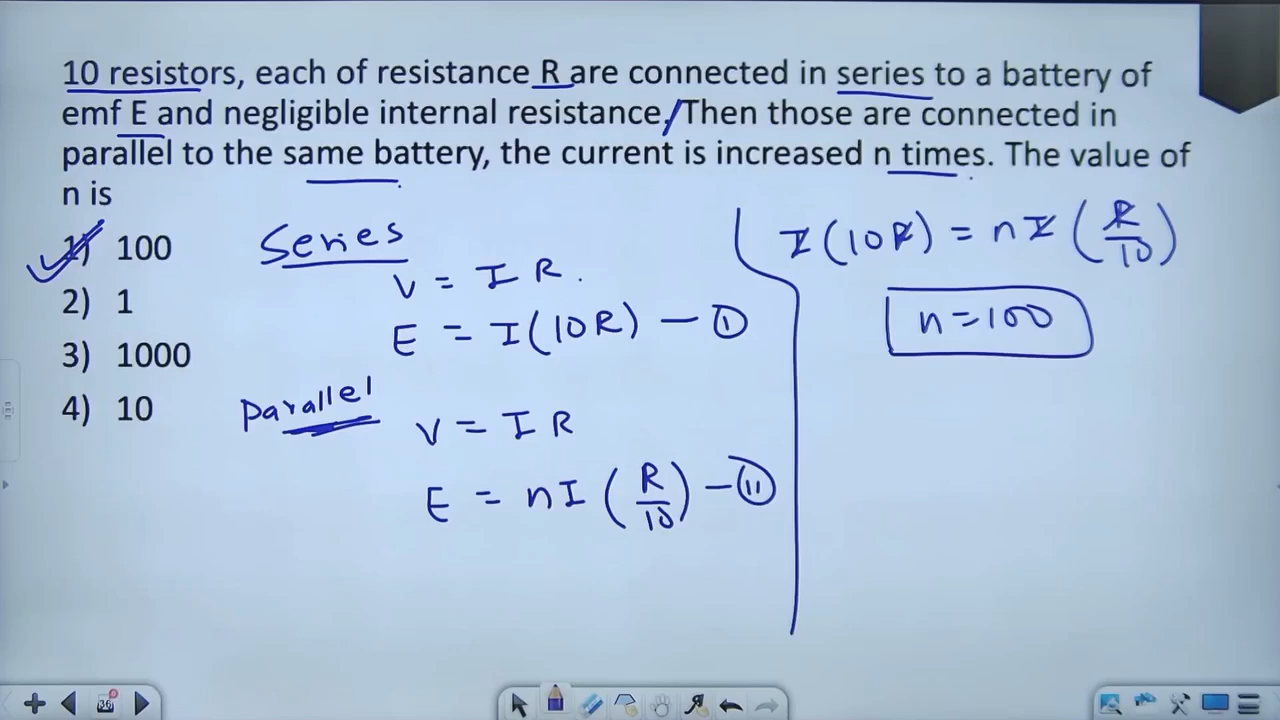 10 resistors, each of resistance R are connected in series to a battery of
emf E and negligible internal resistance. Then those are connected in
parallel to the same battery, the current is increased n times. The value of
n is
1) 100
2) 1
3) 1000
4) 10
Series
V = I R.
E = I(10R) — ①
Parallel
V = I R
E = nI (R/10) — ⑪
I(10R) = nI (R/10)
n=100
36